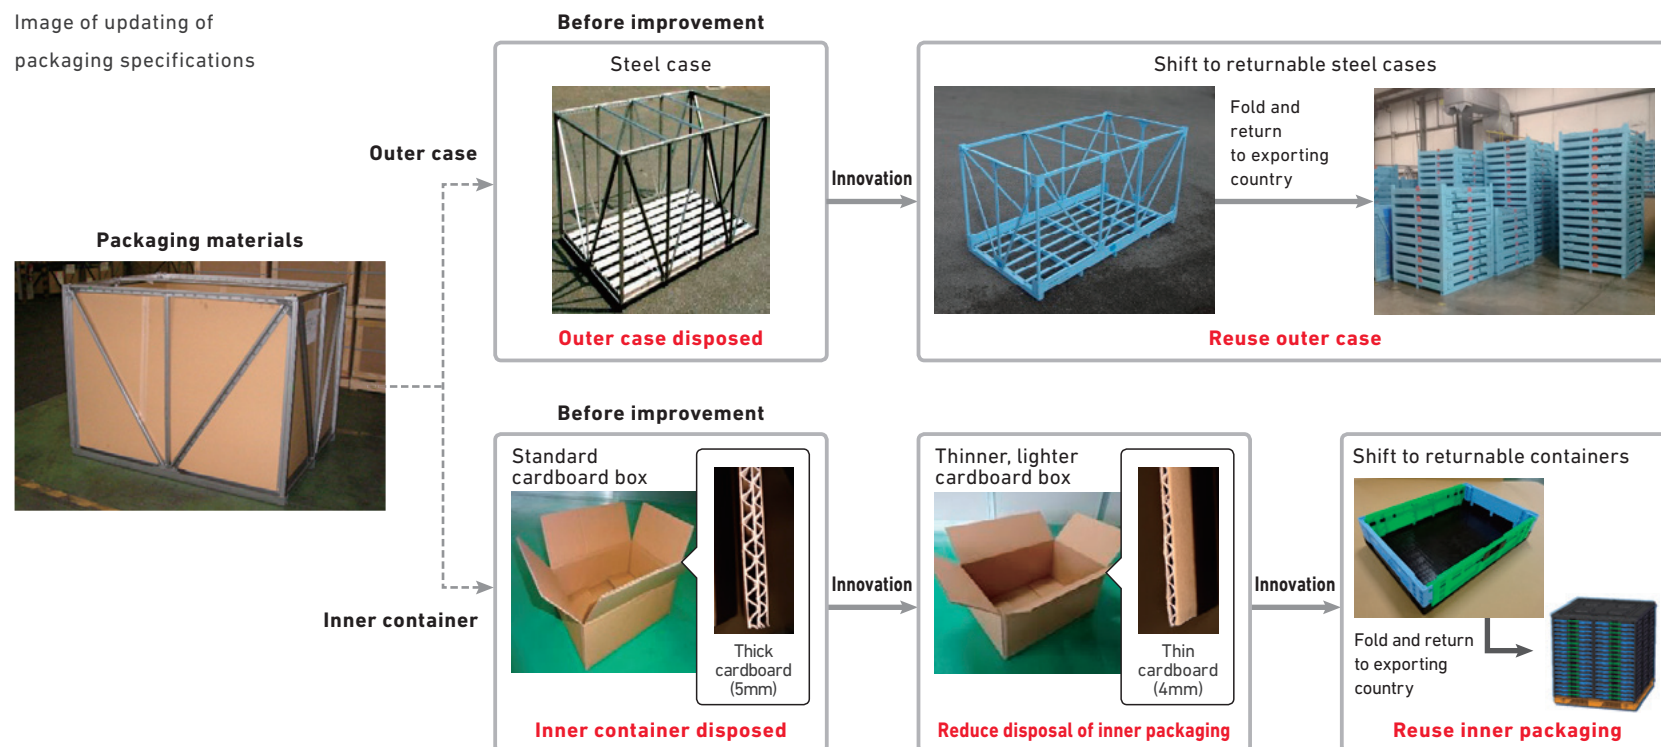 Image of updating of
packaging specifications
Packaging materials
Outer case
Before improvement
Steel case
Outer case disposed
Innovation
Shift to returnable steel cases
Fold and
return
to exporting
country
Reuse outer case
Inner container
Before improvement
Standard
cardboard box
Thick
cardboard
(5mm)
Inner container disposed
Innovation
Thinner, lighter
cardboard box
Thin
cardboard
(4mm)
Reduce disposal of inner packaging
Innovation
Shift to returnable containers
Fold and return
to exporting
country
Reuse inner packaging